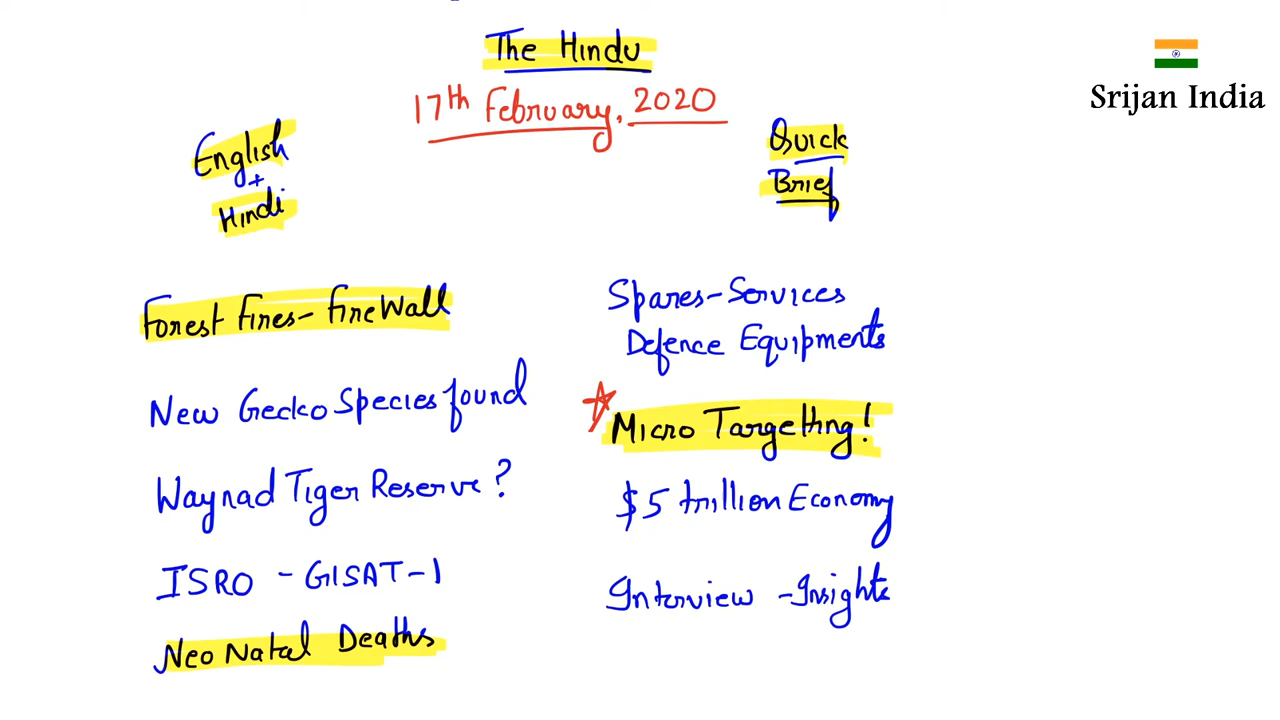 The Hindu
17th February, 2020
Srijan India
English
+
Hindi
Quick
Brief
Forest Fires - FireWall
New Gecko Species found
Waynad Tiger Reserve?
ISRO - GISAT-1
Neo Natal Deaths
Spares-Services
Defence Equipments
Micro Targetting!
$5 trillion Economy
Interview - Insights